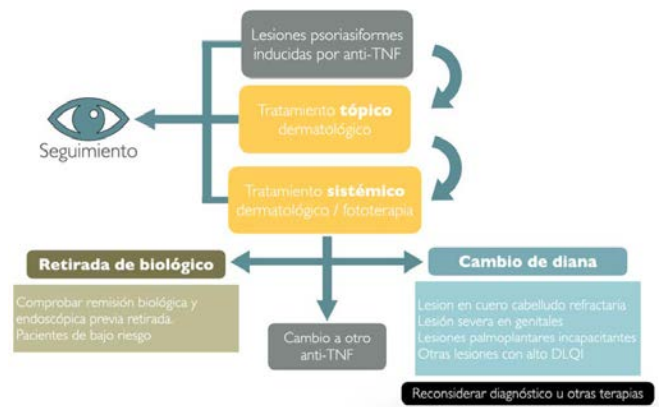 Lesiones psoriasiformes
inducidas por anti-TNF
Tratamiento tópico
dermatológico
Seguimiento
Tratamiento sistémico
dermatológico / fototerapia
Retirada de biológico
Comprobar remisión biológica y
endoscópica previa retirada.
Pacientes de bajo riesgo
Cambio a otro
anti-TNF
Cambio de diana
Lesion en cuero cabelludo refractaria
Lesión severa en genitales
Lesiones palmoplantares incapacitantes
Otras lesiones con alto DLQI
Reconsiderar diagnóstico u otras terapias